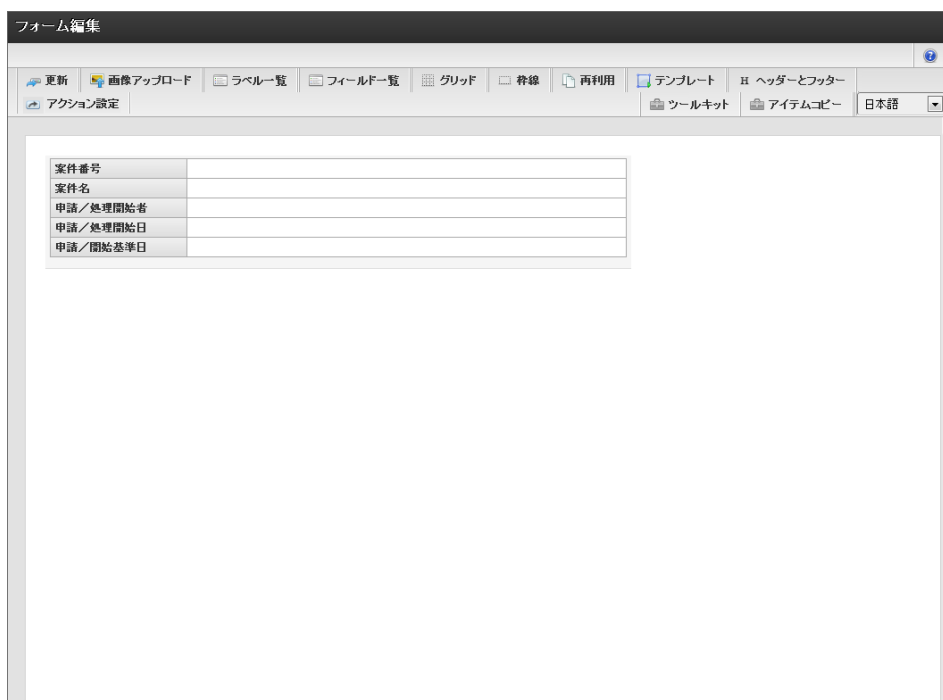 フォーム編集
更新 画像アップロード ラベル一覧 フィールド一覧 グリッド 枠線 再利用 テンプレート H ヘッダーとフッター
アクション設定 ツールキット アイテムコピー 日本語
案件番号
案件名
申請／処理開始者
申請／処理開始日
申請／開始基準日